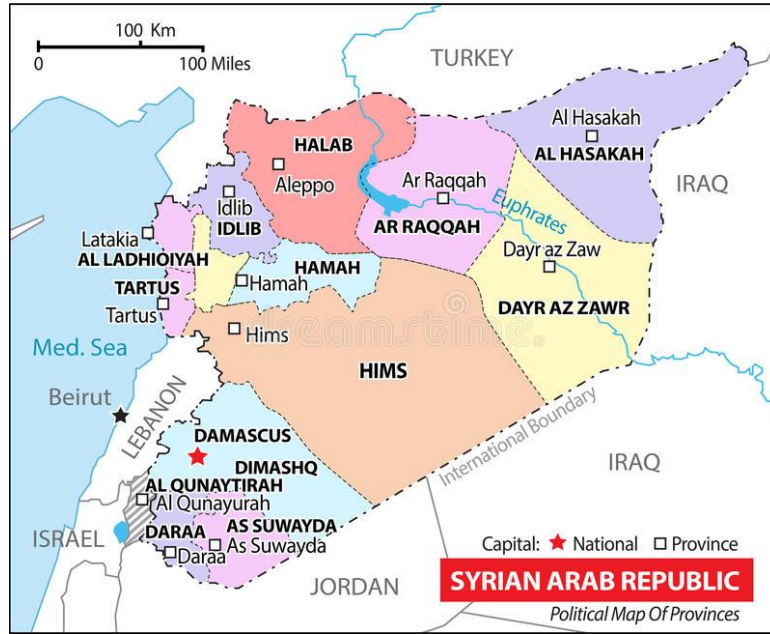 100 Km
0
100 Miles
TURKEY
Al Hasakah
AL HASAKAH
HALAB
Aleppo
Ar Raqqah
AR RAQQAH
IRAQ
Idlib
IDLIB
Euphrates
Latakia
AL LADHIOIYAH
Dayr az Zaw
HAMAH
Hamah
TARTUS
Tartus
DAYR AZ ZAWR
Hims
dreamstime.
Med. Sea
HIMS
Beirut
LEBANON
International Boundary
DAMASCUS
DIMASHQ
IRAQ
AL QUNAYTIRAH
Al Qunayurah
ISRAEL
DARAA
AS SUWAYDA
Daraa
As Suwayda
JORDAN
Capital: National Province
SYRIAN ARAB REPUBLIC
Political Map Of Provinces